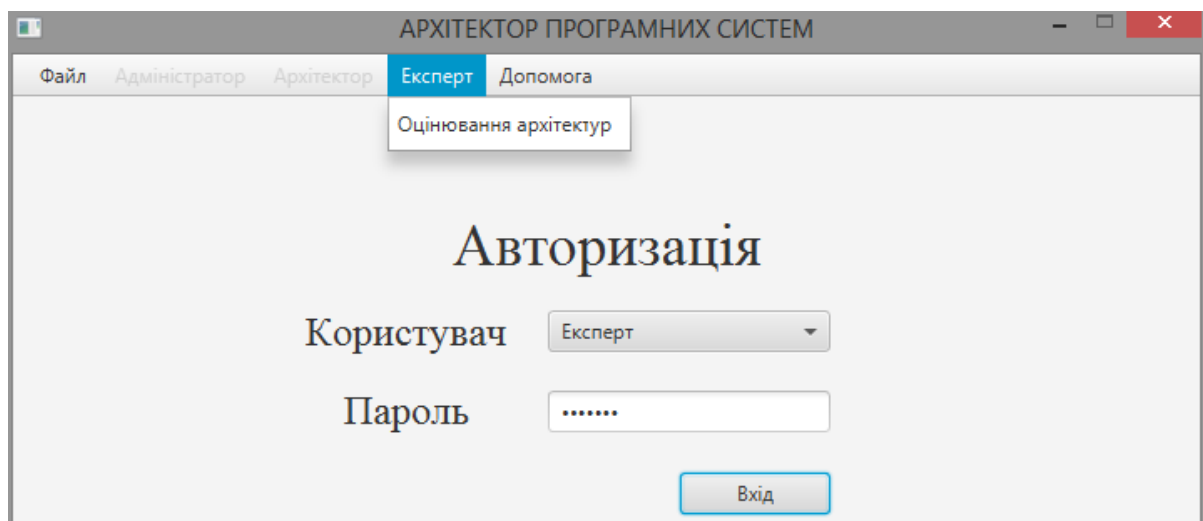 АРХІТЕКТОР ПРОГРАМНИХ СИСТЕМ
Файл Адміністратор Архітектор Експерт Допомога
Оцінювання архітектур
Авторизація
Користувач Експерт
Пароль •••••••
Вхід